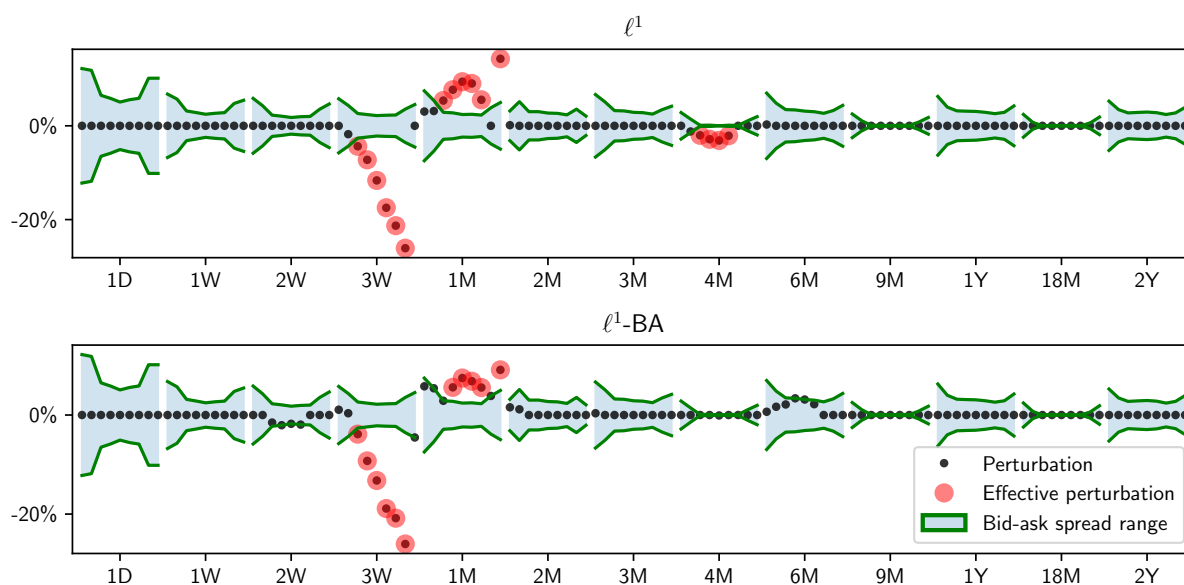 ℓ¹
0%
-20%
1D 1W 2W 3W 1M 2M 3M 4M 6M 9M 1Y 18M 2Y
ℓ¹-BA
0%
-20%
Perturbation
Effective perturbation
Bid-ask spread range
1D 1W 2W 3W 1M 2M 3M 4M 6M 9M 1Y 18M 2Y